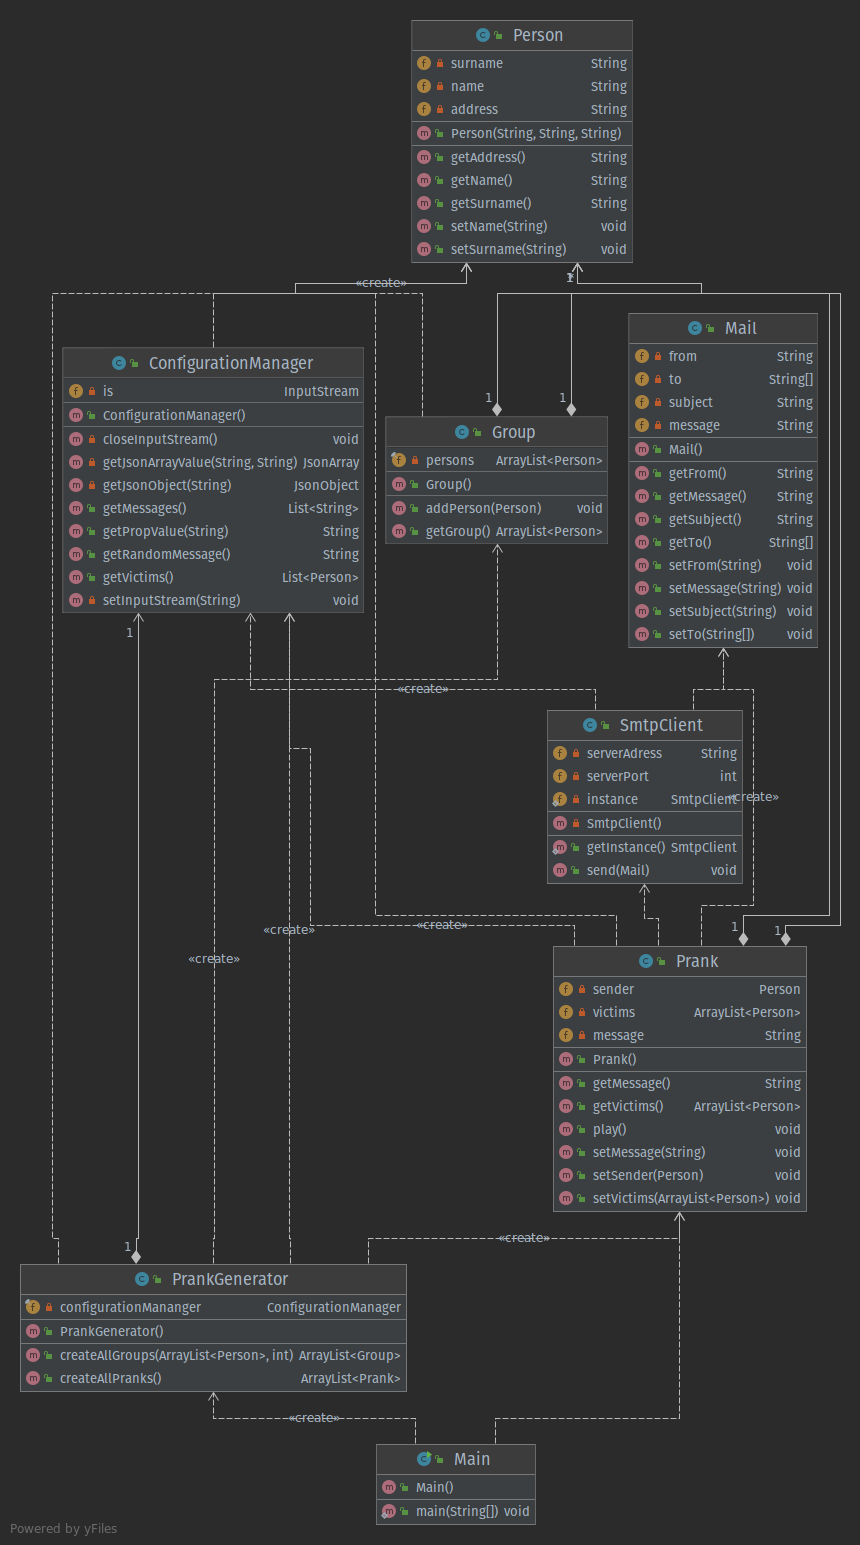 Person
surname String
name String
address String
Person(String, String, String)
getAddress() String
getName() String
getSurname() String
setName(String) void
setSurname(String) void
«create»
1
ConfigurationManager
is InputStream
ConfigurationManager()
closeInputStream() void
getJsonArrayValue(String, String) JsonArray
getJsonObject(String) JsonObject
getMessages() List<String>
getPropValue(String) String
getRandomMessage() String
getVictims() List<Person>
setInputStream(String) void
1
1
1
Group
persons ArrayList<Person>
Group()
addPerson(Person) void
getGroup() ArrayList<Person>
Mail
from String
to String[]
subject String
message String
Mail()
getFrom() String
getMessage() String
getSubject() String
getTo() String[]
setFrom(String) void
setMessage(String) void
setSubject(String) void
setTo(String[]) void
«create»
SmtpClient
serverAdress String
serverPort int
instance SmtpClient
SmtpClient()
getInstance() SmtpClient
send(Mail) void
«create»
«create»
«create»
«create»
1
1
Prank
sender Person
victims ArrayList<Person>
message String
Prank()
getMessage() String
getVictims() ArrayList<Person>
play() void
setMessage(String) void
setSender(Person) void
setVictims(ArrayList<Person>) void
«create»
1
PrankGenerator
configurationMananger ConfigurationManager
PrankGenerator()
createAllGroups(ArrayList<Person>, int) ArrayList<Group>
createAllPranks() ArrayList<Prank>
«create»
Main
Main()
main(String[]) void
Powered by yFiles